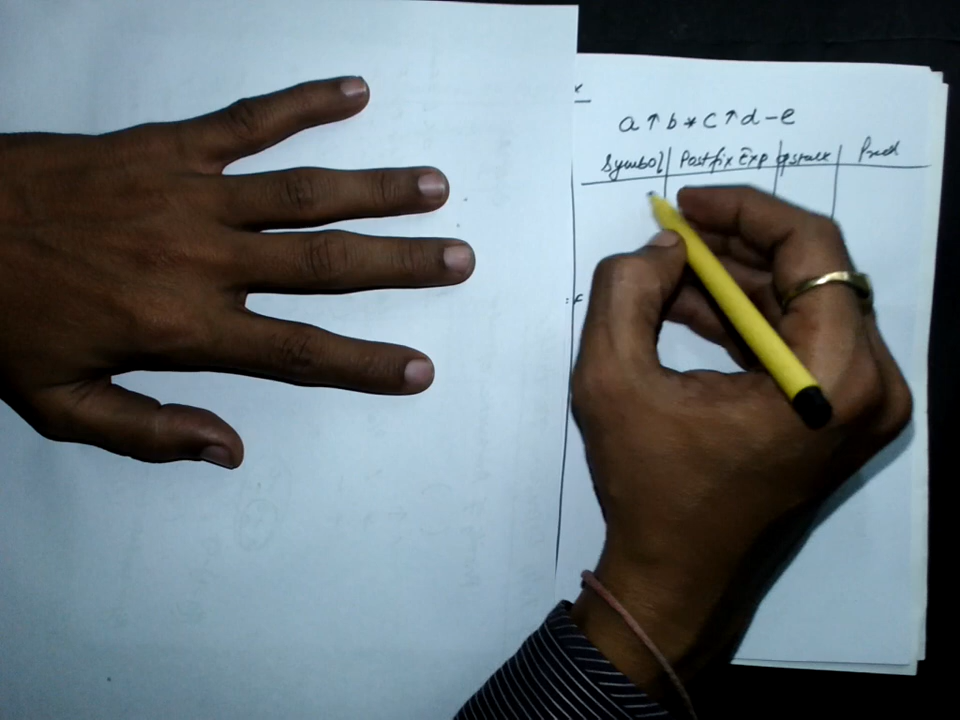 x
a↑b*c↑d-e
Symbol Postfix Exp opstack Pred